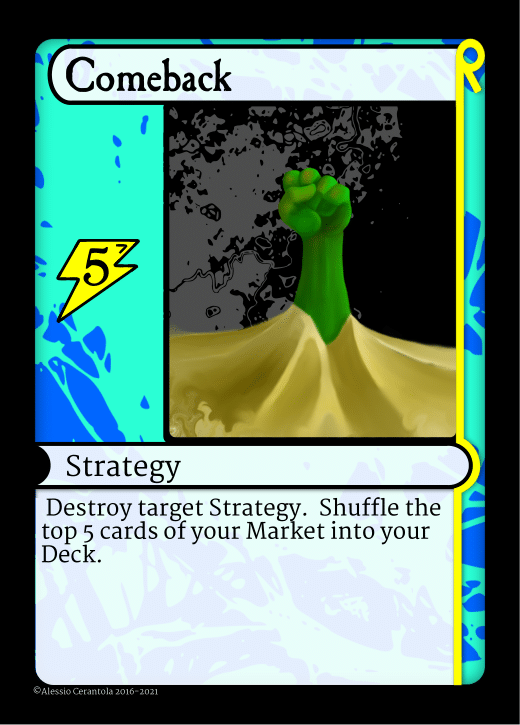 Comeback
R
5
Strategy
Destroy target Strategy.  Shuffle the
top 5 cards of your Market into your
Deck.
©Alessio Cerantola 2016-2021